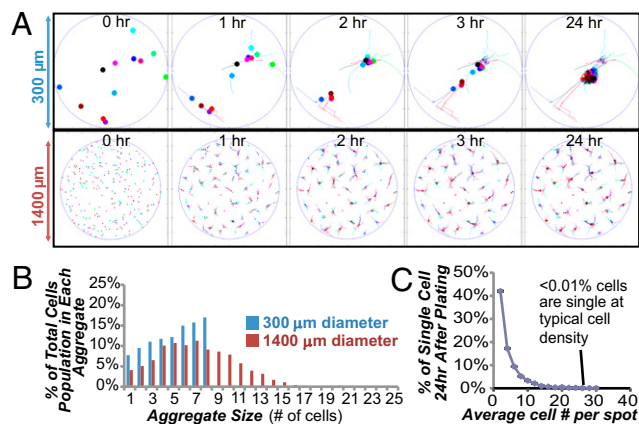 A
0 hr 1 hr 2 hr 3 hr 24 hr
300 µm
0 hr 1 hr 2 hr 3 hr 24 hr
1400 µm
B
% of Total Cells
Population in Each
Aggregate
25%
20%
15%
10%
5%
0%
300 µm diameter
1400 µm diameter
1 3 5 7 9 11 13 15 17 19 21 23 25
Aggregate Size (# of cells)
C
% of Single Cell
24hr After Plating
50%
40%
30%
20%
10%
0%
<0.01% cells
are single at
typical cell
density
0 10 20 30 40
Average cell # per spot